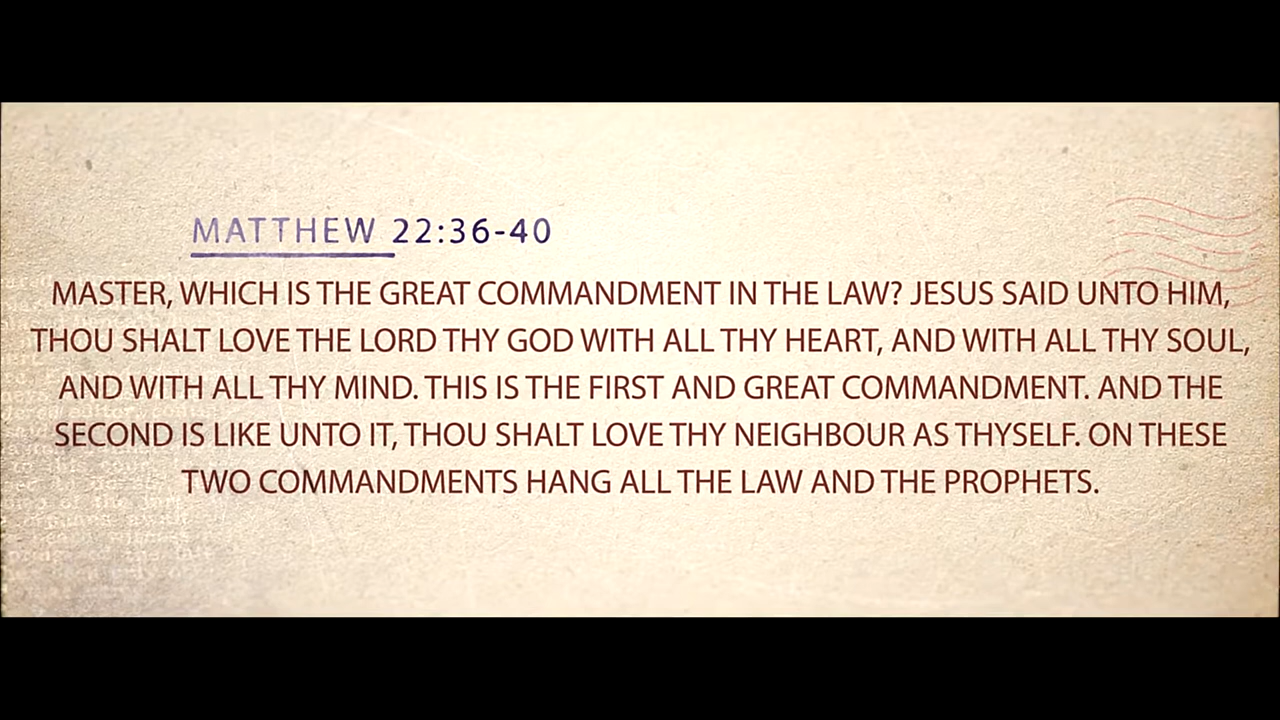 MATTHEW 22:36-40
MASTER, WHICH IS THE GREAT COMMANDMENT IN THE LAW? JESUS SAID UNTO HIM,
THOU SHALT LOVE THE LORD THY GOD WITH ALL THY HEART, AND WITH ALL THY SOUL,
AND WITH ALL THY MIND. THIS IS THE FIRST AND GREAT COMMANDMENT. AND THE
SECOND IS LIKE UNTO IT, THOU SHALT LOVE THY NEIGHBOUR AS THYSELF. ON THESE
TWO COMMANDMENTS HANG ALL THE LAW AND THE PROPHETS.